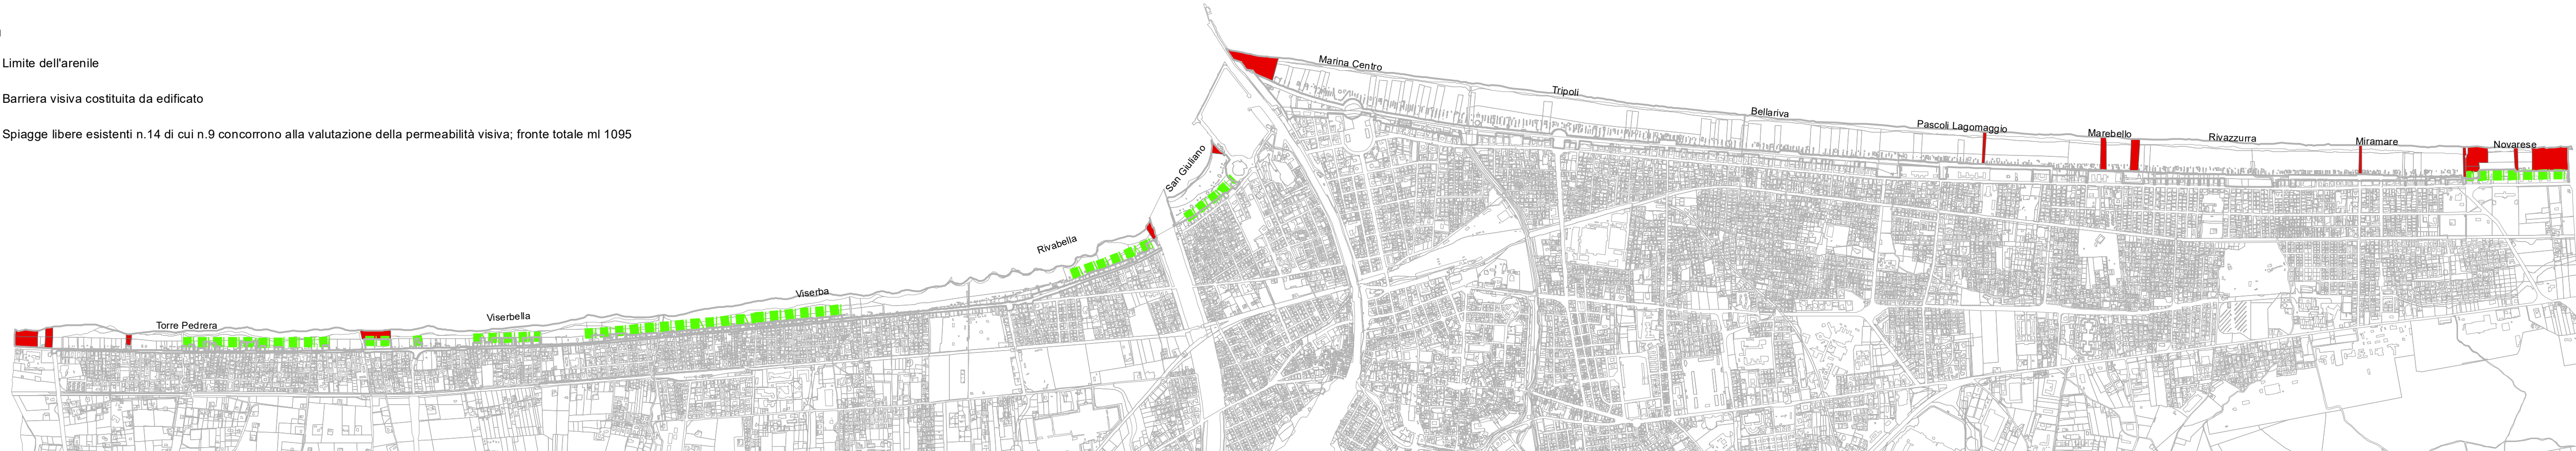 Limite dell'arenile
Barriera visiva costituita da edificato
Spiagge libere esistenti n.14 di cui n.9 concorrono alla valutazione della permeabilità visiva; fronte totale ml 1095
Torre Pedrera
Viserbella
Viserba
Rivabella
San Giuliano
Marina Centro
Tripoli
Bellariva
Pascoli Lagomaggio
Marebello
Rivazzurra
Miramare
Novarese